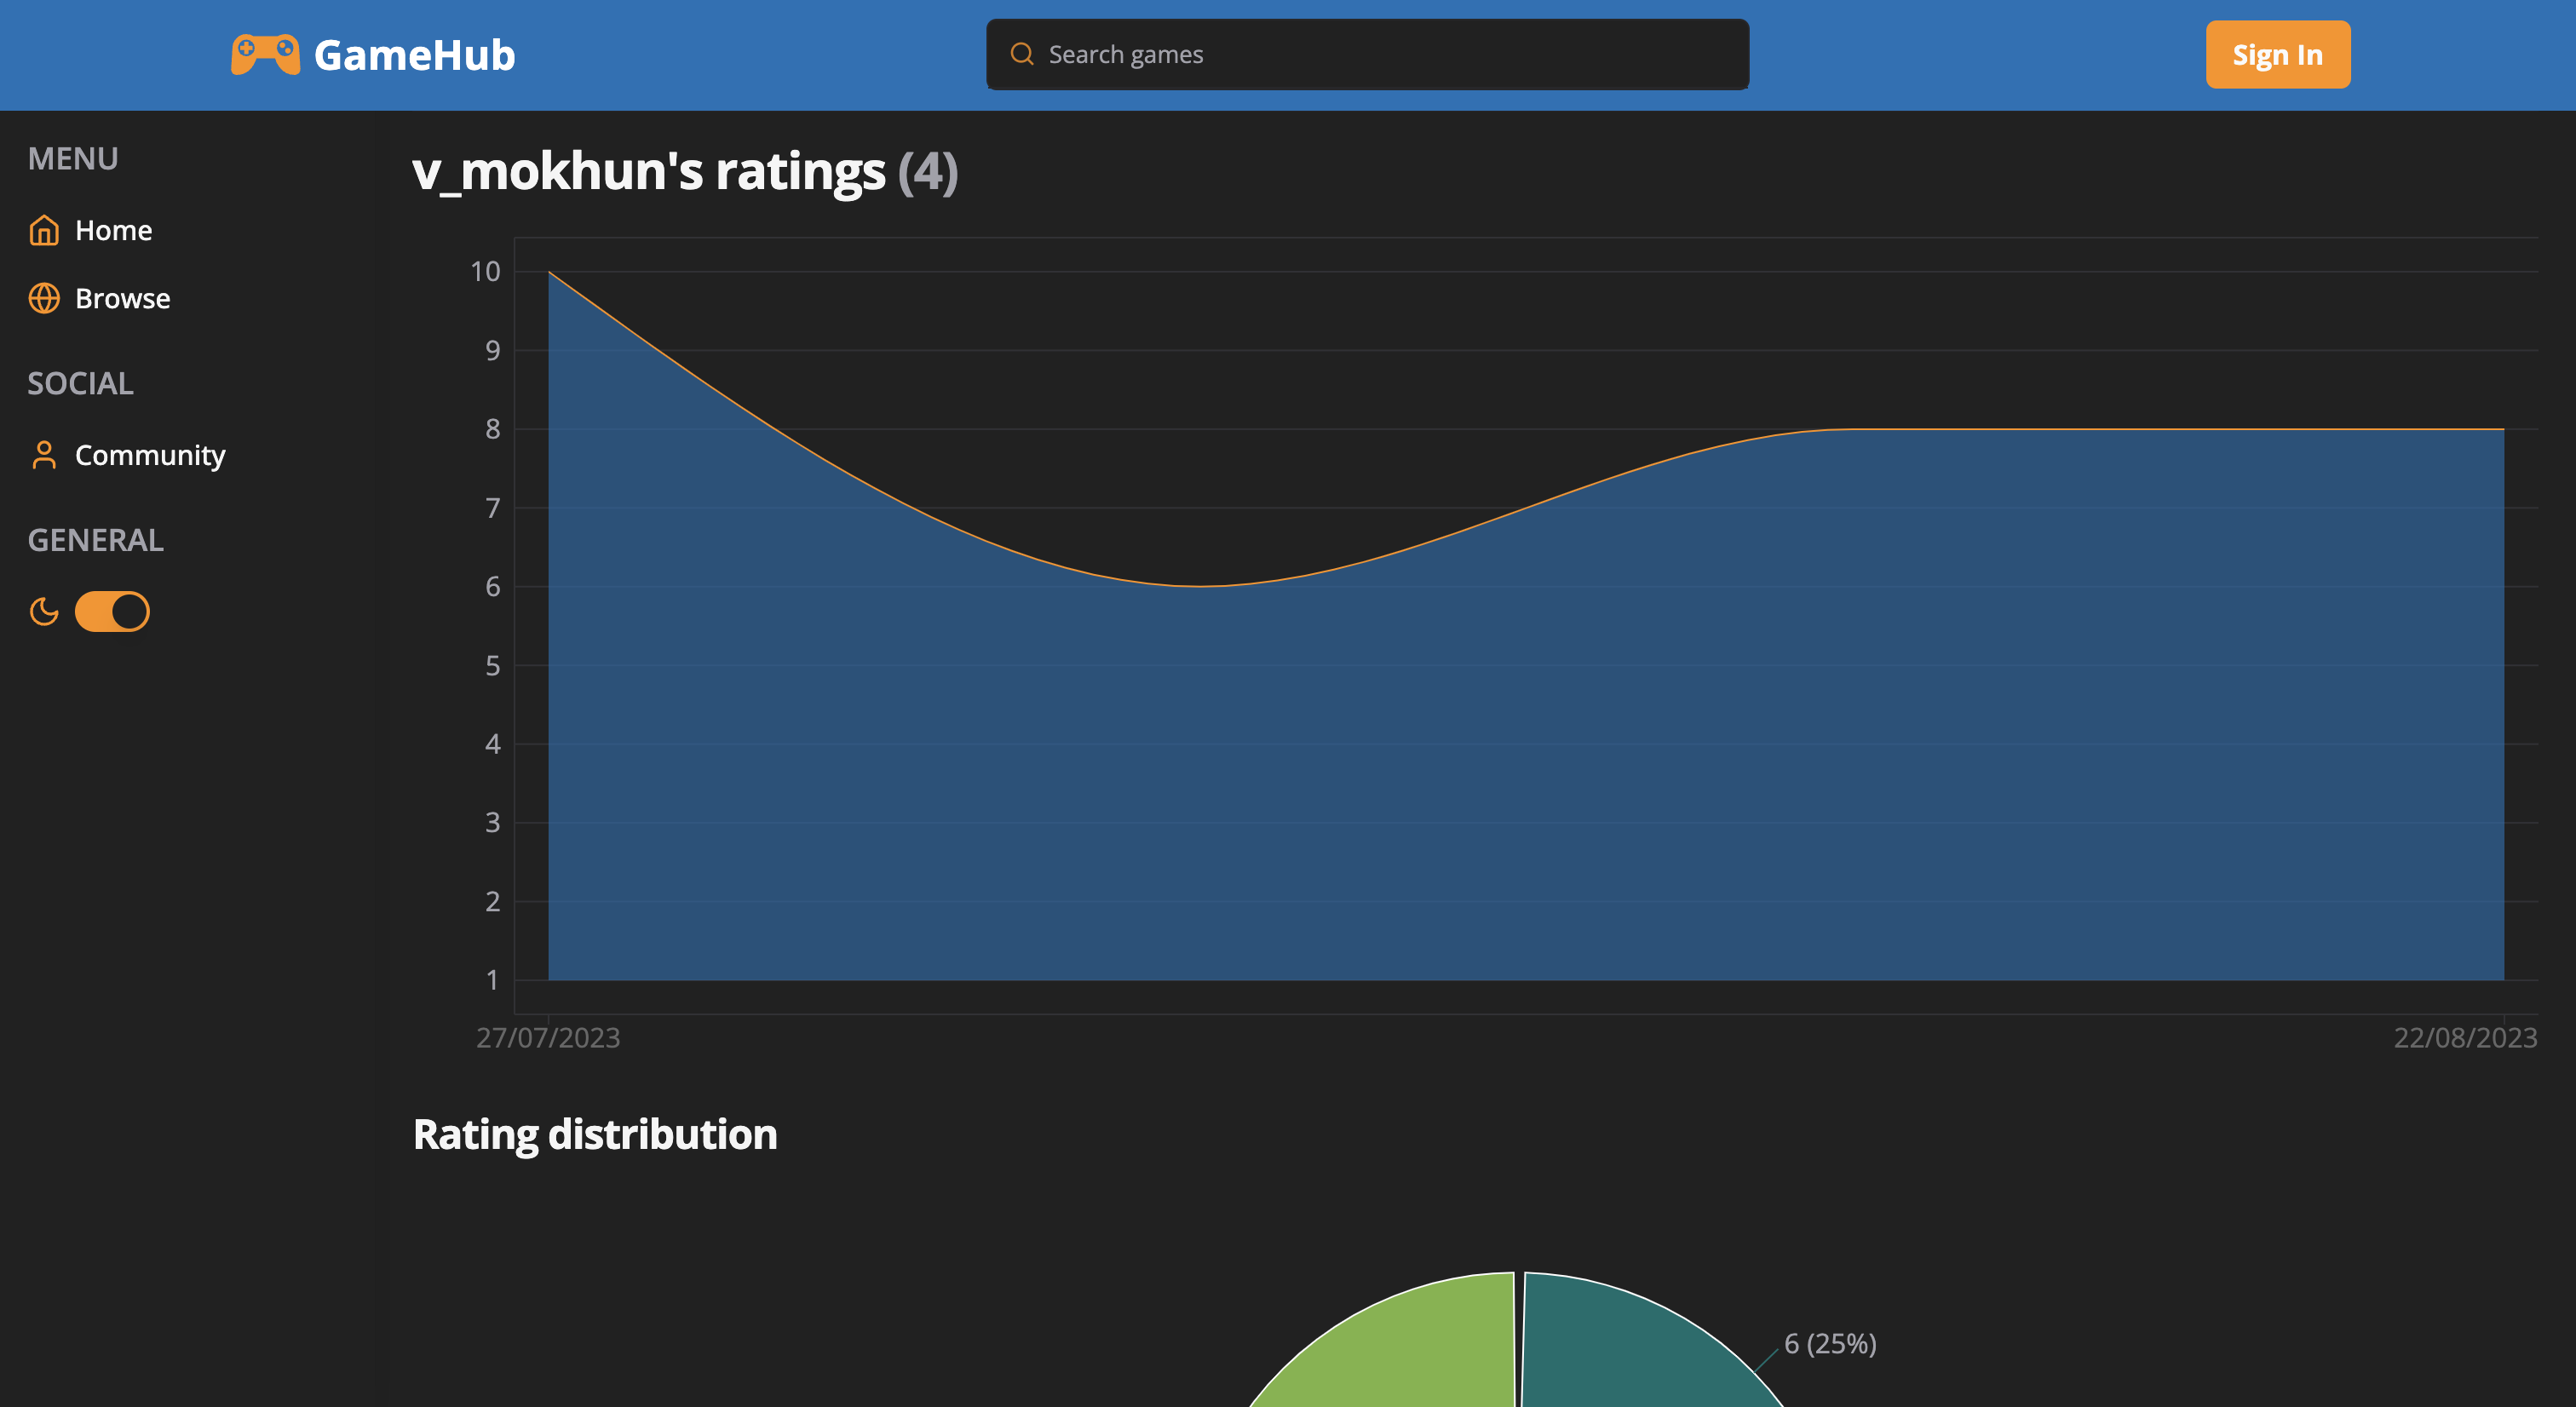 GameHub
Search games
Sign In
MENU
Home
Browse
SOCIAL
Community
GENERAL
v_mokhun's ratings (4)
10
9
8
7
6
5
4
3
2
1
27/07/2023
22/08/2023
Rating distribution
6 (25%)